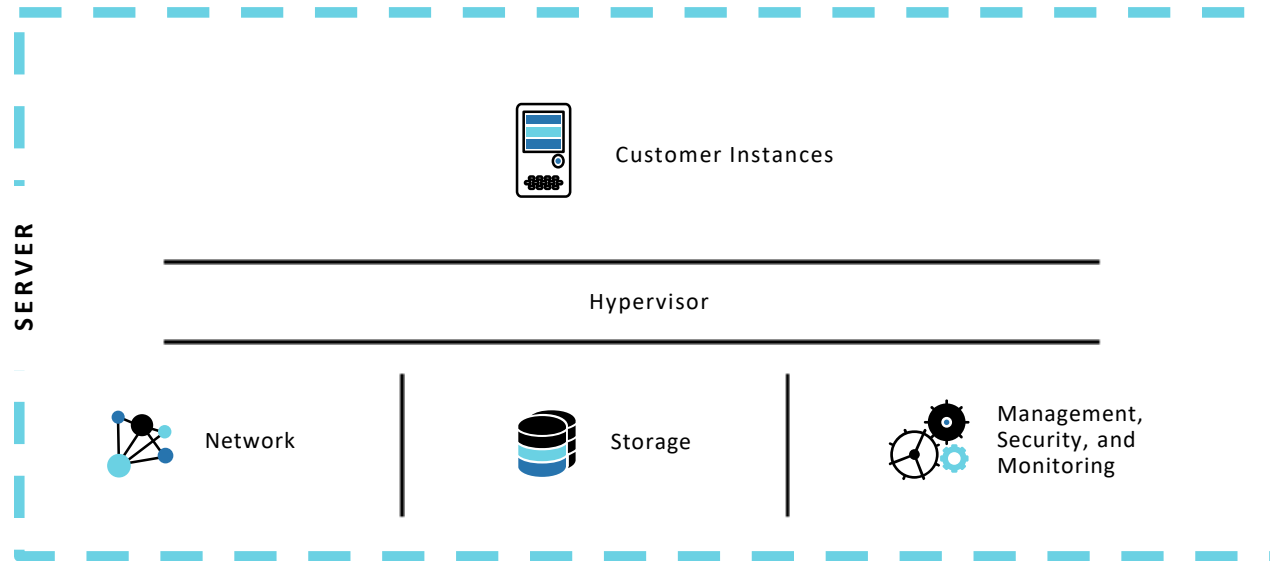 Customer Instances
SERVER
Hypervisor
Network
Storage
Management,
Security, and
Monitoring